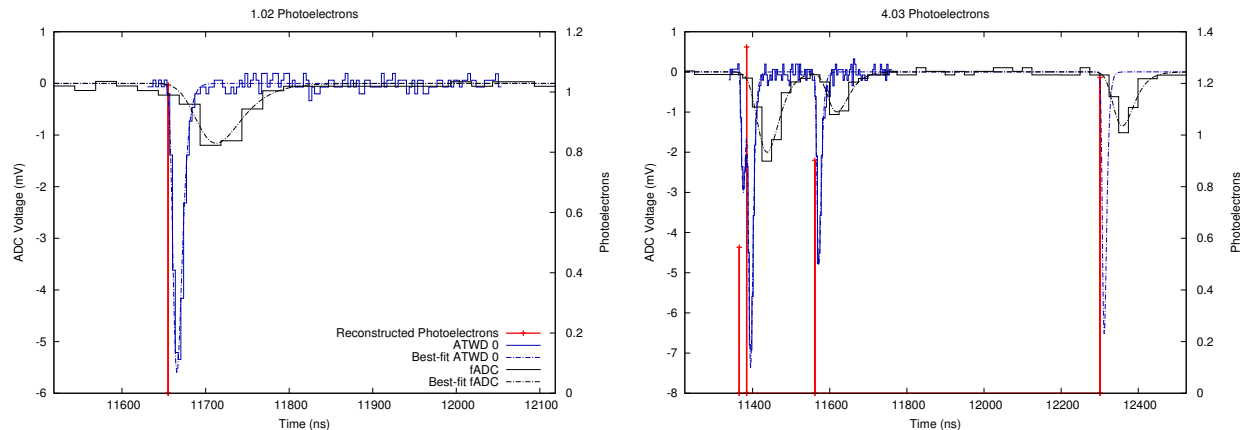 1.02 Photoelectrons
ADC Voltage (mV)
1
0
-1
-2
-3
-4
-5
-6
1.2
1
0.8
0.6
0.4
0.2
0
Photoelectrons
Reconstructed Photoelectrons
ATWD 0
Best-fit ATWD 0
fADC
Best-fit fADC
11600 11700 11800 11900 12000 12100
Time (ns)
4.03 Photoelectrons
ADC Voltage (mV)
1
0
-1
-2
-3
-4
-5
-6
-7
-8
1.4
1.2
1
0.8
0.6
0.4
0.2
0
Photoelectrons
11400 11600 11800 12000 12200 12400
Time (ns)